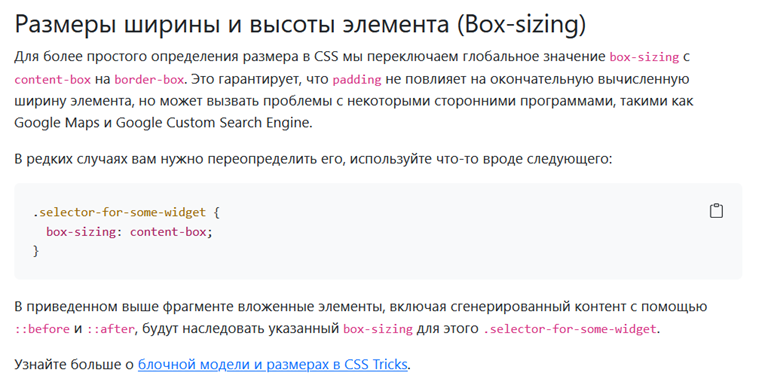 Размеры ширины и высоты элемента (Box-sizing)
Для более простого определения размера в CSS мы переключаем глобальное значение box-sizing с
content-box на border-box. Это гарантирует, что padding не повлияет на окончательную вычисленную
ширину элемента, но может вызвать проблемы с некоторыми сторонними программами, такими как
Google Maps и Google Custom Search Engine.
В редких случаях вам нужно переопределить его, используйте что-то вроде следующего:
.selector-for-some-widget {
  box-sizing: content-box;
}
В приведенном выше фрагменте вложенные элементы, включая сгенерированный контент с помощью
::before и ::after, будут наследовать указанный box-sizing для этого .selector-for-some-widget.
Узнайте больше о блочной модели и размерах в CSS Tricks.